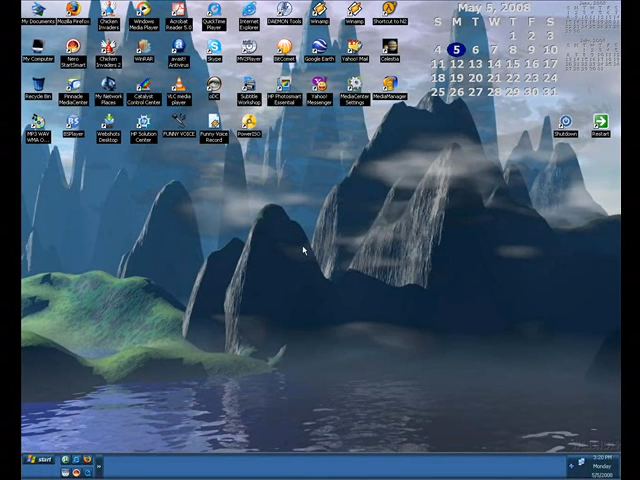 My Documents
Mozilla Firefox
Chicken Invaders
Windows Media Player
Acrobat Reader 5.0
QuickTime Player
Internet Explorer
DAEMON Tools
Winamp
Winamp
Shortcut to hl2
My Computer
Nero StartSmart
Chicken Invaders 2
WinRAR
avast! Antivirus
Skype
MV2Player
BitComet
Google Earth
Yahoo! Mail
Celestia
Recycle Bin
Pinnacle MediaCenter
My Network Places
Catalyst Control Center
VLC media player
Subtitle Workshop
HP Photosmart Essential
Yahoo! Messenger
MediaCenter Settings
MediaManager
MP3 WAV WMA O...
BSPlayer
Webshots Desktop
HP Solution Center
FUNNY VOICE
Funny Voice Record
PowerISO
Shutdown
Restart
May 5, 2008
S M T W T F S
1 2 3
4 5 6 7 8 9 10
11 12 13 14 15 16 17
18 19 20 21 22 23 24
25 26 27 28 29 30 31
start
3:20 PM
Monday
5/5/2008